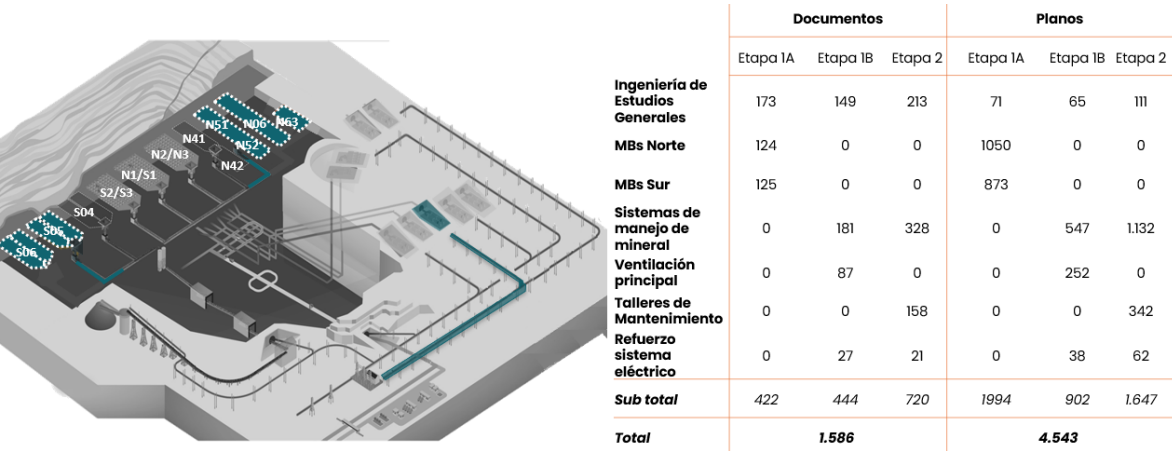 N63
N06
N51
N52
N41
N42
N2/N3
N1/S1
S2/S3
S04
S05
S06
Documentos Planos
Etapa 1A Etapa 1B Etapa 2 Etapa 1A Etapa 1B Etapa 2
Ingeniería de
Estudios
Generales
173 149 213 71 65 111
MBs Norte 124 0 0 1050 0 0
MBs Sur 125 0 0 873 0 0
Sistemas de
manejo de
mineral
0 181 328 0 547 1.132
Ventilación
principal
0 87 0 0 252 0
Talleres de
Mantenimiento
0 0 158 0 0 342
Refuerzo
sistema
eléctrico
0 27 21 0 38 62
Sub total 422 444 720 1994 902 1.647
Total 1.586 4.543